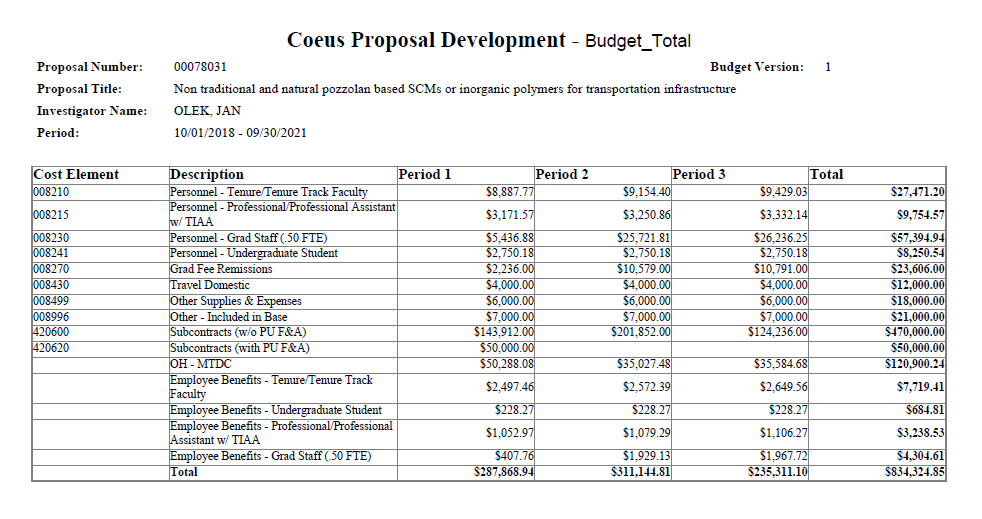 Coeus Proposal Development - Budget_Total
Proposal Number: 00078031 Budget Version: 1
Proposal Title: Non traditional and natural pozzolan based SCMs or inorganic polymers for transportation infrastructure
Investigator Name: OLEK, JAN
Period: 10/01/2018 - 09/30/2021
Cost Element Description Period 1 Period 2 Period 3 Total
008210 Personnel - Tenure/Tenure Track Faculty $8,887.77 $9,154.40 $9,429.03 $27,471.20
008215 Personnel - Professional/Professional Assistant
w/ TIAA $3,171.57 $3,250.86 $3,332.14 $9,754.57
008230 Personnel - Grad Staff (.50 FTE) $5,436.88 $25,721.81 $26,236.25 $57,394.94
008241 Personnel - Undergraduate Student $2,750.18 $2,750.18 $2,750.18 $8,250.54
008270 Grad Fee Remissions $2,236.00 $10,579.00 $10,791.00 $23,606.00
008430 Travel Domestic $4,000.00 $4,000.00 $4,000.00 $12,000.00
008499 Other Supplies & Expenses $6,000.00 $6,000.00 $6,000.00 $18,000.00
008996 Other - Included in Base $7,000.00 $7,000.00 $7,000.00 $21,000.00
420600 Subcontracts (w/o PU F&A) $143,912.00 $201,852.00 $124,236.00 $470,000.00
420620 Subcontracts (with PU F&A) $50,000.00 $50,000.00
OH - MTDC $50,288.08 $35,027.48 $35,584.68 $120,900.24
Employee Benefits - Tenure/Tenure Track
Faculty $2,497.46 $2,572.39 $2,649.56 $7,719.41
Employee Benefits - Undergraduate Student $228.27 $228.27 $228.27 $684.81
Employee Benefits - Professional/Professional
Assistant w/ TIAA $1,052.97 $1,079.29 $1,106.27 $3,238.53
Employee Benefits - Grad Staff (.50 FTE) $407.76 $1,929.13 $1,967.72 $4,304.61
Total $287,868.94 $311,144.81 $235,311.10 $834,324.85